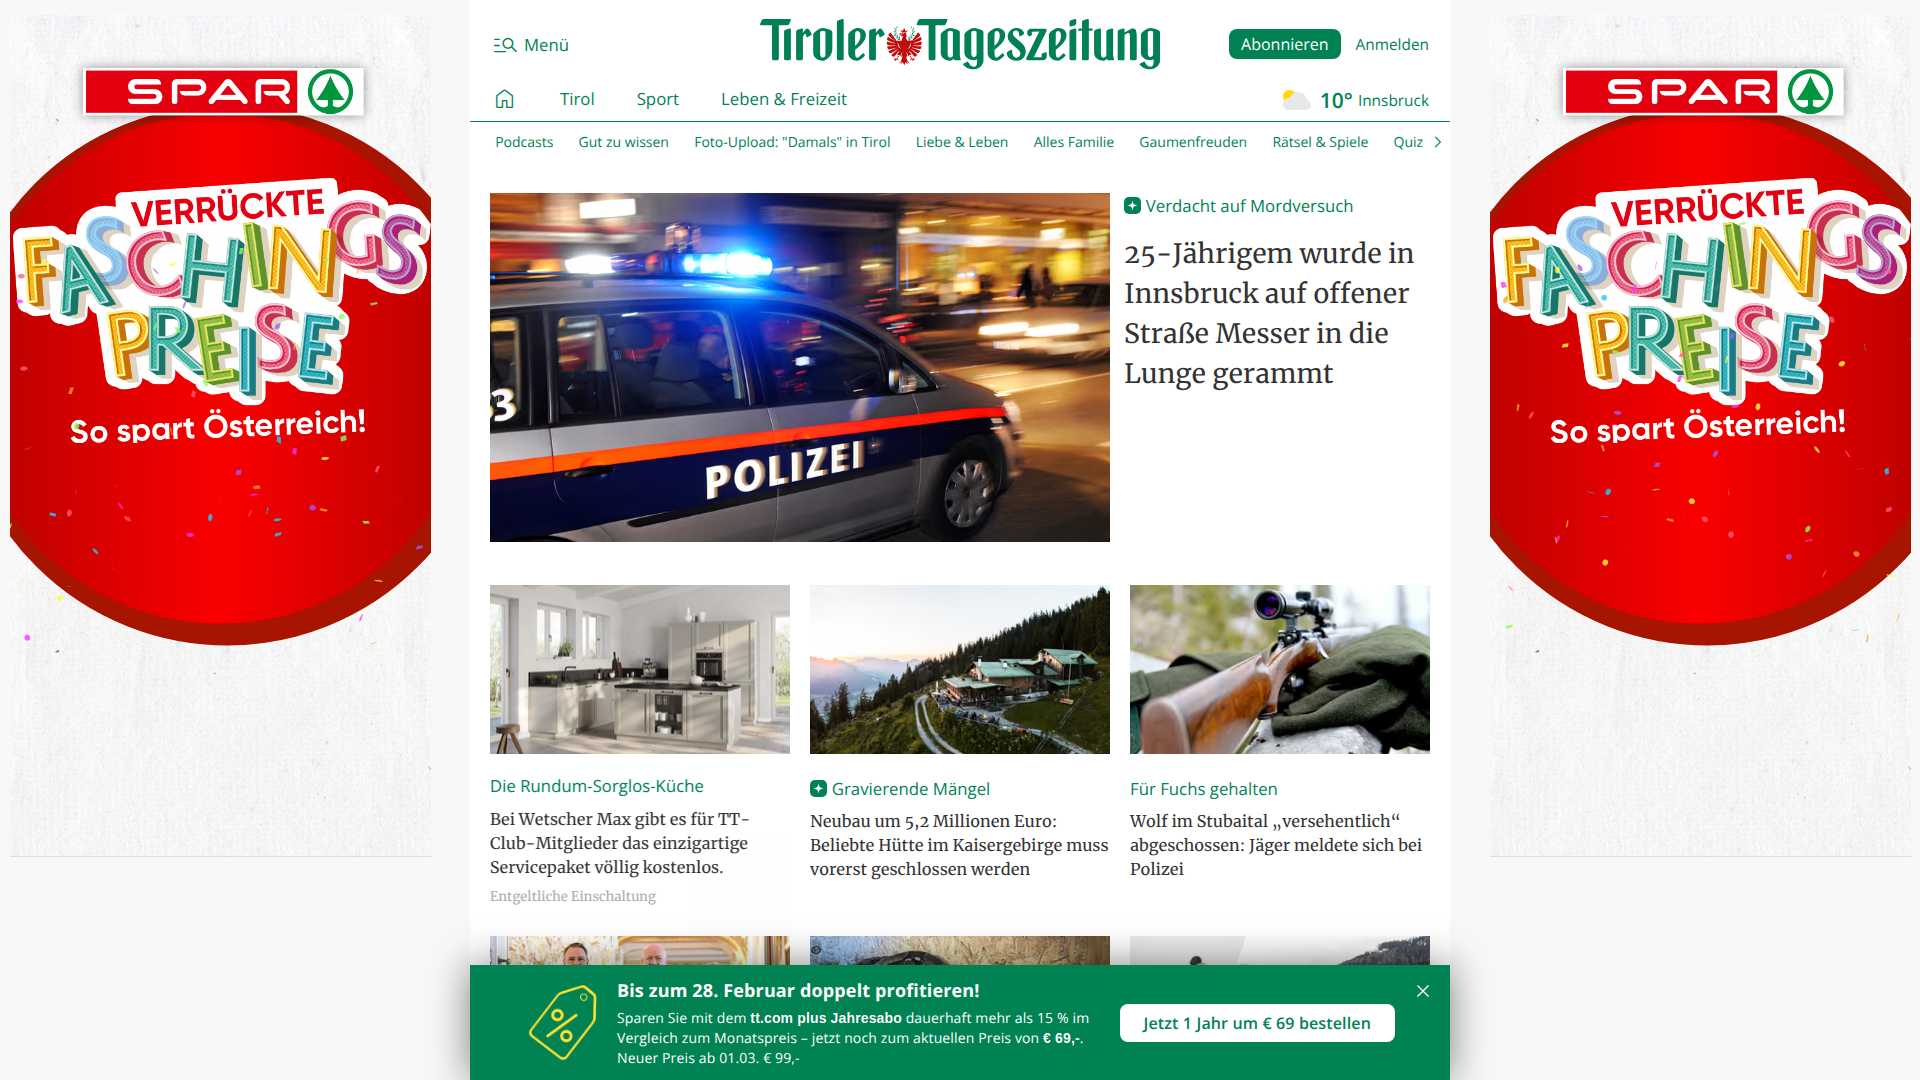 Menü
Tiroler Tageszeitung
Abonnieren
Anmelden
Tirol
Sport
Leben & Freizeit
10° Innsbruck
Podcasts
Gut zu wissen
Foto-Upload: "Damals" in Tirol
Liebe & Leben
Alles Familie
Gaumenfreuden
Rätsel & Spiele
Quiz
SPAR
VERRÜCKTE
FASCHINGS
PREISE
So spart Österreich!
3
POLIZEI
Verdacht auf Mordversuch
25-Jährigem wurde in
Innsbruck auf offener
Straße Messer in die
Lunge gerammt
SPAR
VERRÜCKTE
FASCHINGS
PREISE
So spart Österreich!
Die Rundum-Sorglos-Küche
Bei Wetscher Max gibt es für TT-
Club-Mitglieder das einzigartige
Servicepaket völlig kostenlos.
Entgeltliche Einschaltung
Gravierende Mängel
Neubau um 5,2 Millionen Euro:
Beliebte Hütte im Kaisergebirge muss
vorerst geschlossen werden
Für Fuchs gehalten
Wolf im Stubaital „versehentlich“
abgeschossen: Jäger meldete sich bei
Polizei
Bis zum 28. Februar doppelt profitieren!
Sparen Sie mit dem tt.com plus Jahresabo dauerhaft mehr als 15 % im
Vergleich zum Monatspreis – jetzt noch zum aktuellen Preis von € 69,-.
Neuer Preis ab 01.03. € 99,-
Jetzt 1 Jahr um € 69 bestellen